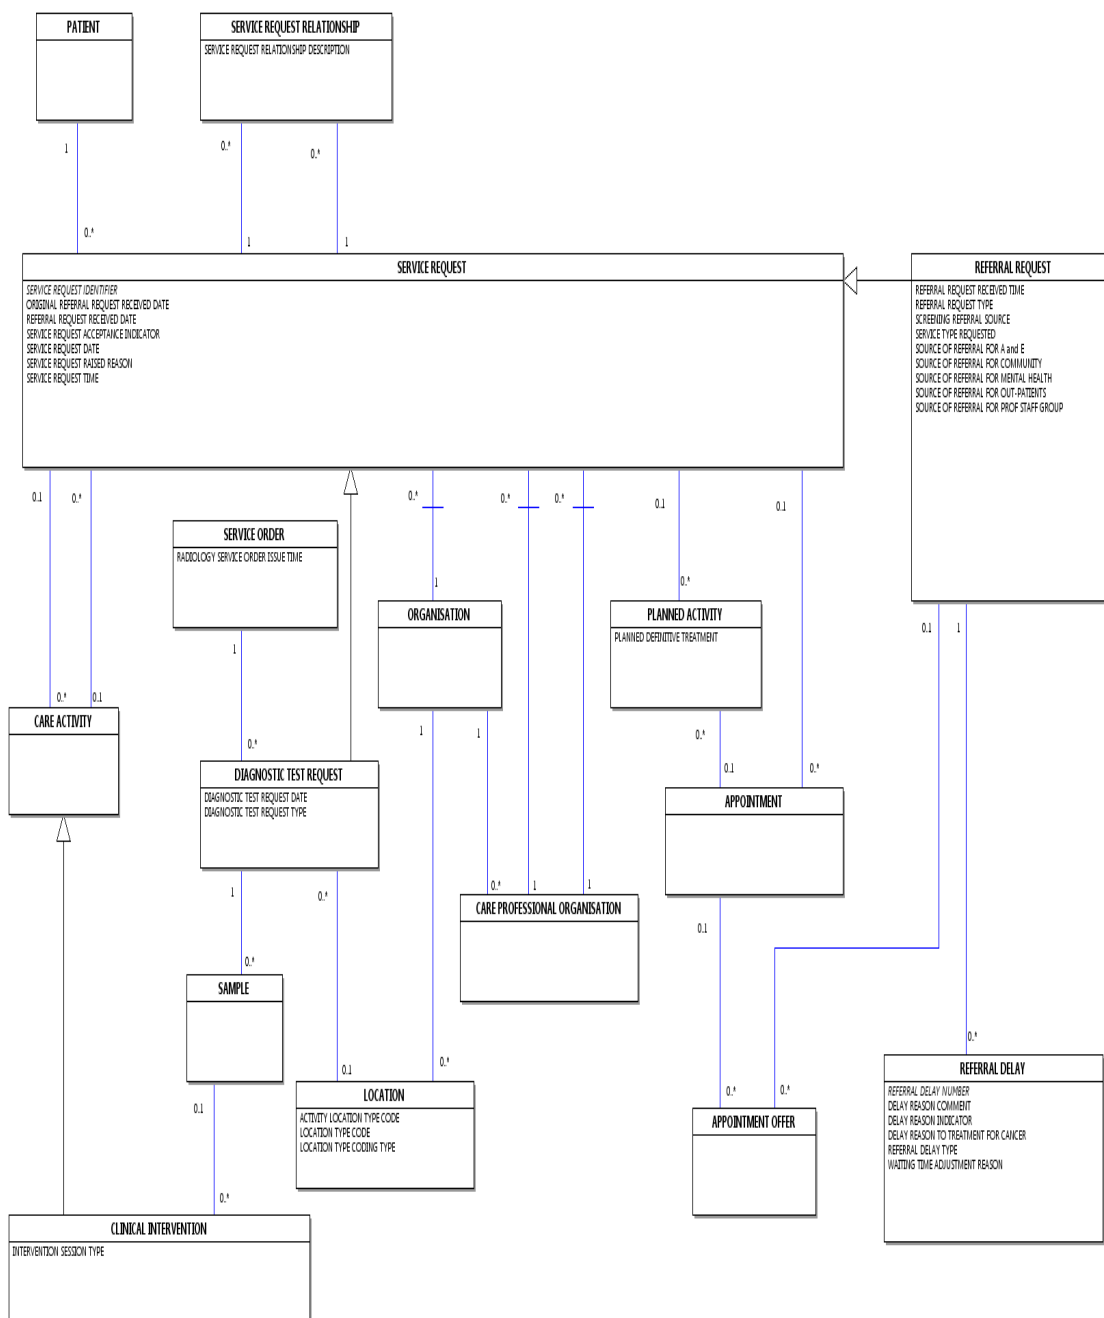 PATIENT
SERVICE REQUEST RELATIONSHIP
SERVICE REQUEST RELATIONSHIP DESCRIPTION
1
0..*
0..*
0..*
1
1
SERVICE REQUEST
SERVICE REQUEST IDENTIFIER
ORIGINAL REFERRAL REQUEST RECEIVED DATE
REFERRAL REQUEST RECEIVED DATE
SERVICE REQUEST ACCEPTANCE INDICATOR
SERVICE REQUEST DATE
SERVICE REQUEST RAISED REASON
SERVICE REQUEST TIME
REFERRAL REQUEST
REFERRAL REQUEST RECEIVED TIME
REFERRAL REQUEST TYPE
SCREENING REFERRAL SOURCE
SERVICE TYPE REQUESTED
SOURCE OF REFERRAL FOR A and E
SOURCE OF REFERRAL FOR COMMUNITY
SOURCE OF REFERRAL FOR MENTAL HEALTH
SOURCE OF REFERRAL FOR OUT-PATIENTS
SOURCE OF REFERRAL FOR PROF STAFF GROUP
0..1
0..*
0..*
0..*
0..*
0..1
0..1
SERVICE ORDER
RADIOLOGY SERVICE ORDER ISSUE TIME
1
0..*
ORGANISATION
PLANNED ACTIVITY
PLANNED DEFINITIVE TREATMENT
0..1
1
1
0..*
0..1
CARE ACTIVITY
1
1
0..*
0..*
0..1
0..*
DIAGNOSTIC TEST REQUEST
DIAGNOSTIC TEST REQUEST DATE
DIAGNOSTIC TEST REQUEST TYPE
APPOINTMENT
1
0..*
0..*
1
1
CARE PROFESSIONAL ORGANISATION
0..1
0..*
SAMPLE
0..*
0..1
0..*
REFERRAL DELAY
REFERRAL DELAY NUMBER
DELAY REASON COMMENT
DELAY REASON INDICATOR
DELAY REASON TO TREATMENT FOR CANCER
REFERRAL DELAY TYPE
WAITING TIME ADJUSTMENT REASON
LOCATION
ACTIVITY LOCATION TYPE CODE
LOCATION TYPE CODE
LOCATION TYPE CODING TYPE
0..1
0..*
0..*
APPOINTMENT OFFER
0..*
CLINICAL INTERVENTION
INTERVENTION SESSION TYPE